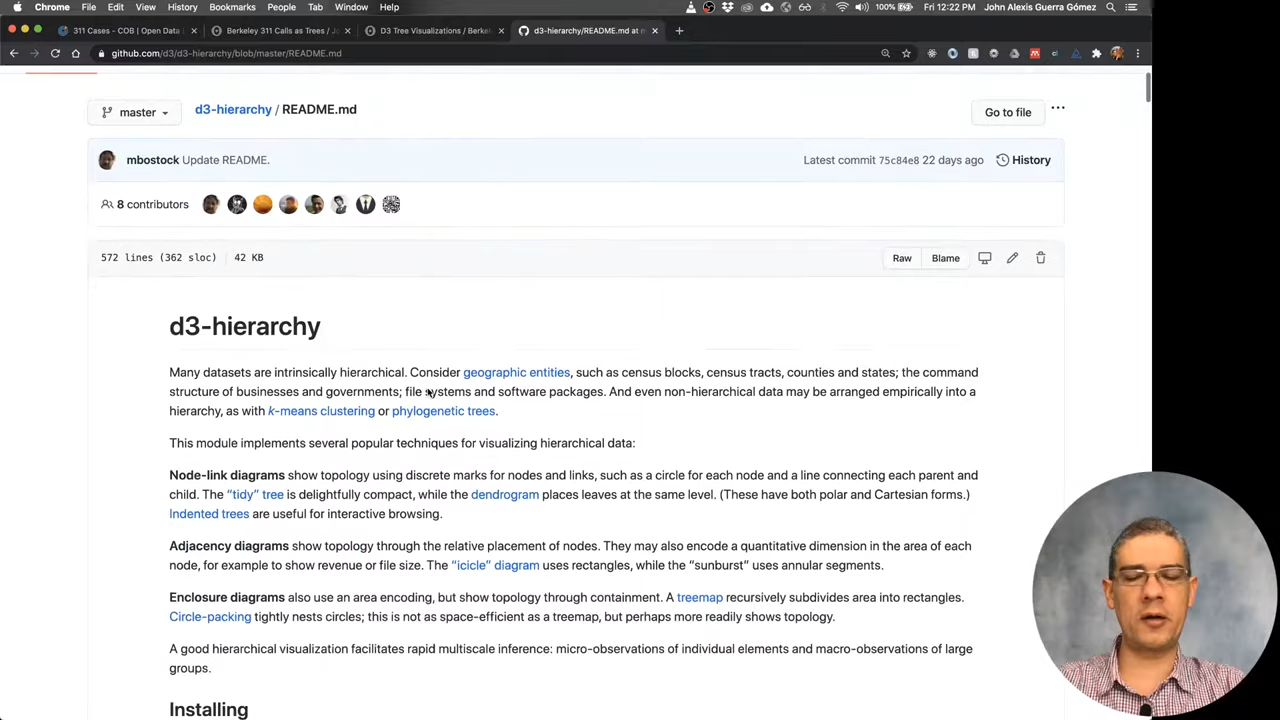 Chrome File Edit View History Bookmarks People Tab Window Help 100% Fri 12:22 PM John Alexis Guerra Gómez
311 Cases - COB | Open Data
Berkeley 311 Calls as Trees / J
D3 Tree Visualizations / Berke
d3-hierarchy/README.md at m
github.com/d3/d3-hierarchy/blob/master/README.md
master d3-hierarchy / README.md Go to file
mbostock Update README. Latest commit 75c84e8 22 days ago History
8 contributors
572 lines (362 sloc) 42 KB Raw Blame
d3-hierarchy
Many datasets are intrinsically hierarchical. Consider geographic entities, such as census blocks, census tracts, counties and states; the command
structure of businesses and governments; file systems and software packages. And even non-hierarchical data may be arranged empirically into a
hierarchy, as with k-means clustering or phylogenetic trees.
This module implements several popular techniques for visualizing hierarchical data:
Node-link diagrams show topology using discrete marks for nodes and links, such as a circle for each node and a line connecting each parent and
child. The “tidy” tree is delightfully compact, while the dendrogram places leaves at the same level. (These have both polar and Cartesian forms.)
Indented trees are useful for interactive browsing.
Adjacency diagrams show topology through the relative placement of nodes. They may also encode a quantitative dimension in the area of each
node, for example to show revenue or file size. The “icicle” diagram uses rectangles, while the “sunburst” uses annular segments.
Enclosure diagrams also use an area encoding, but show topology through containment. A treemap recursively subdivides area into rectangles.
Circle-packing tightly nests circles; this is not as space-efficient as a treemap, but perhaps more readily shows topology.
A good hierarchical visualization facilitates rapid multiscale inference: micro-observations of individual elements and macro-observations of large
groups.
Installing